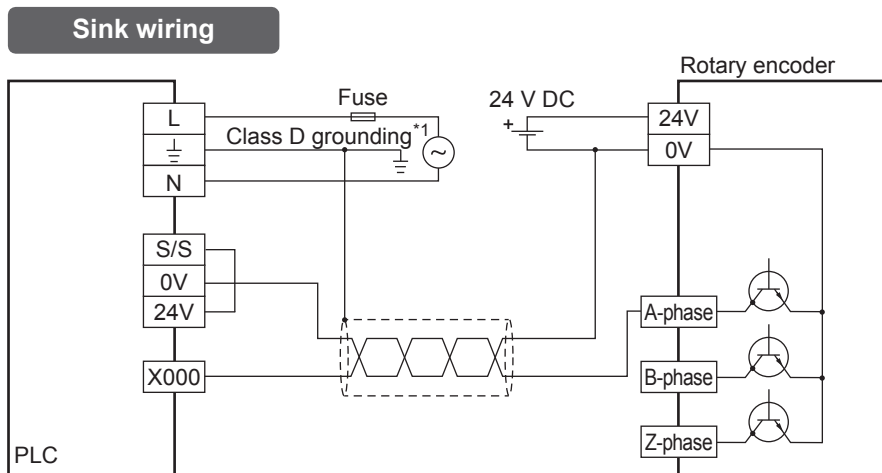 Sink wiring
Rotary encoder
Fuse
24 V DC
L
24V
+
Class D grounding*1
~
0V
N
S/S
0V
24V
A-phase
X000
B-phase
Z-phase
PLC